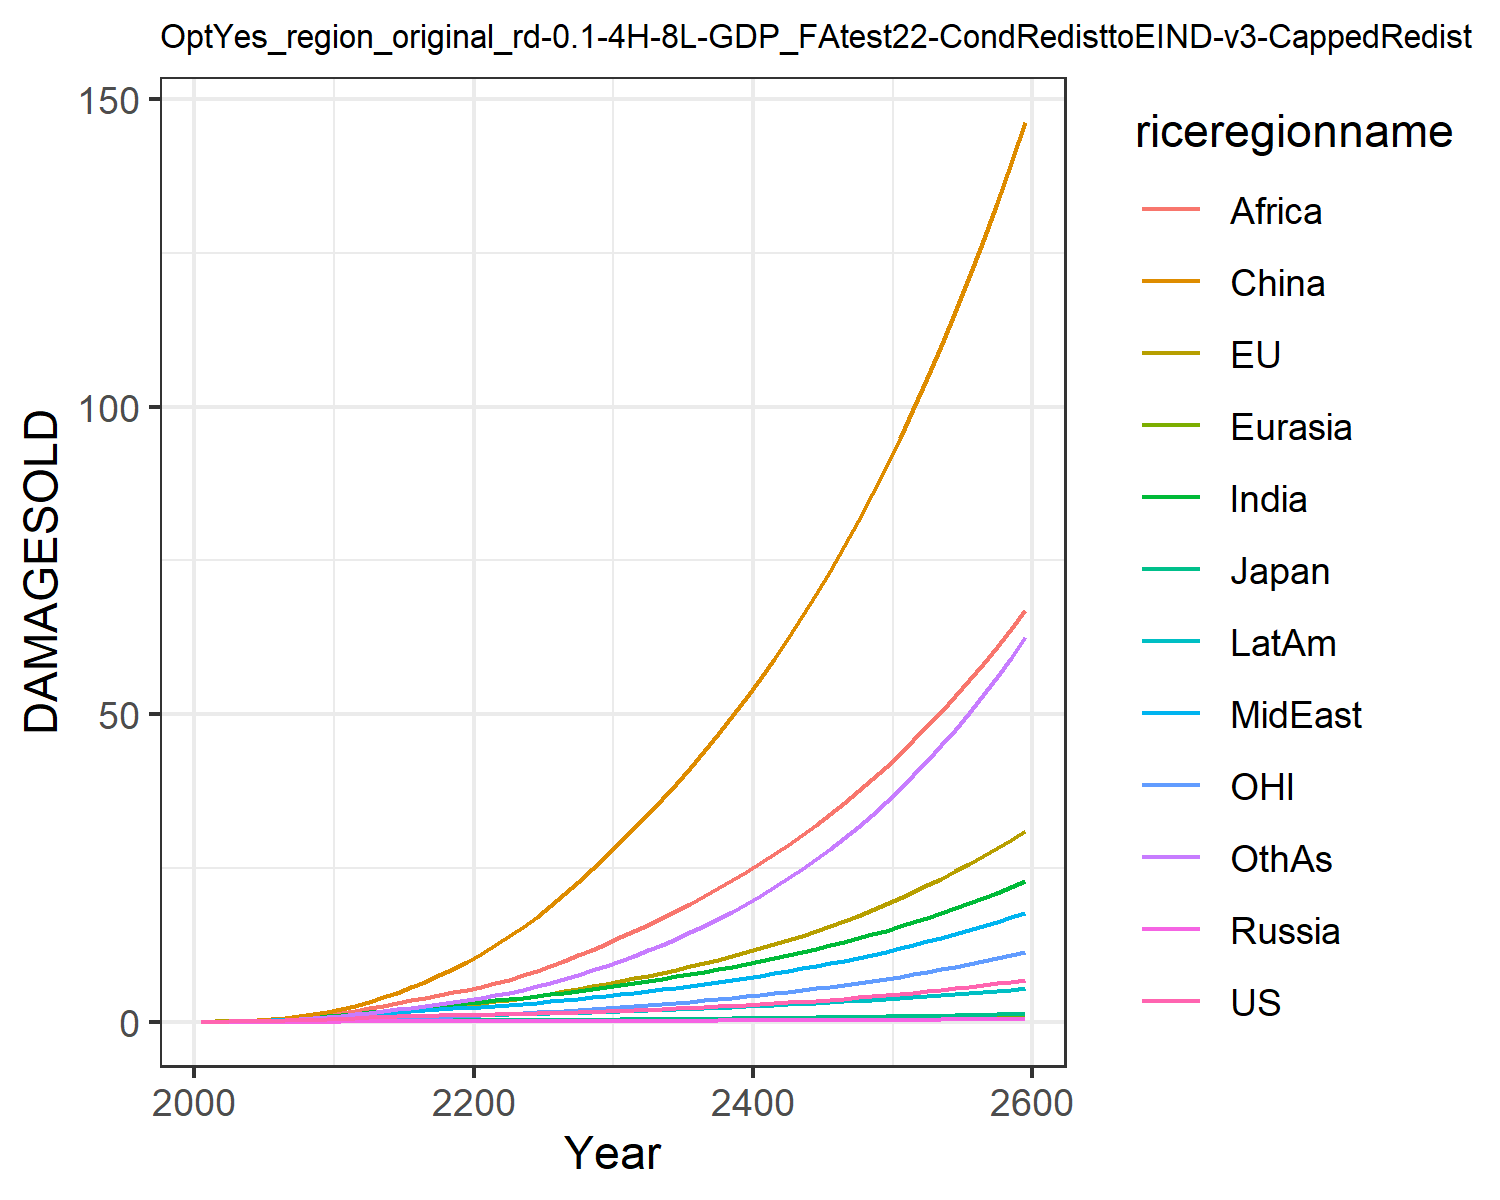 OptYes_region_original_rd-0.1-4H-8L-GDP_FAtest22-CondRedisttoEIND-v3-CappedRedist
150
100
50
0
DAMAGESOLD
2000
2200
2400
2600
Year
riceregionname
Africa
China
EU
Eurasia
India
Japan
LatAm
MidEast
OHI
OthAs
Russia
US